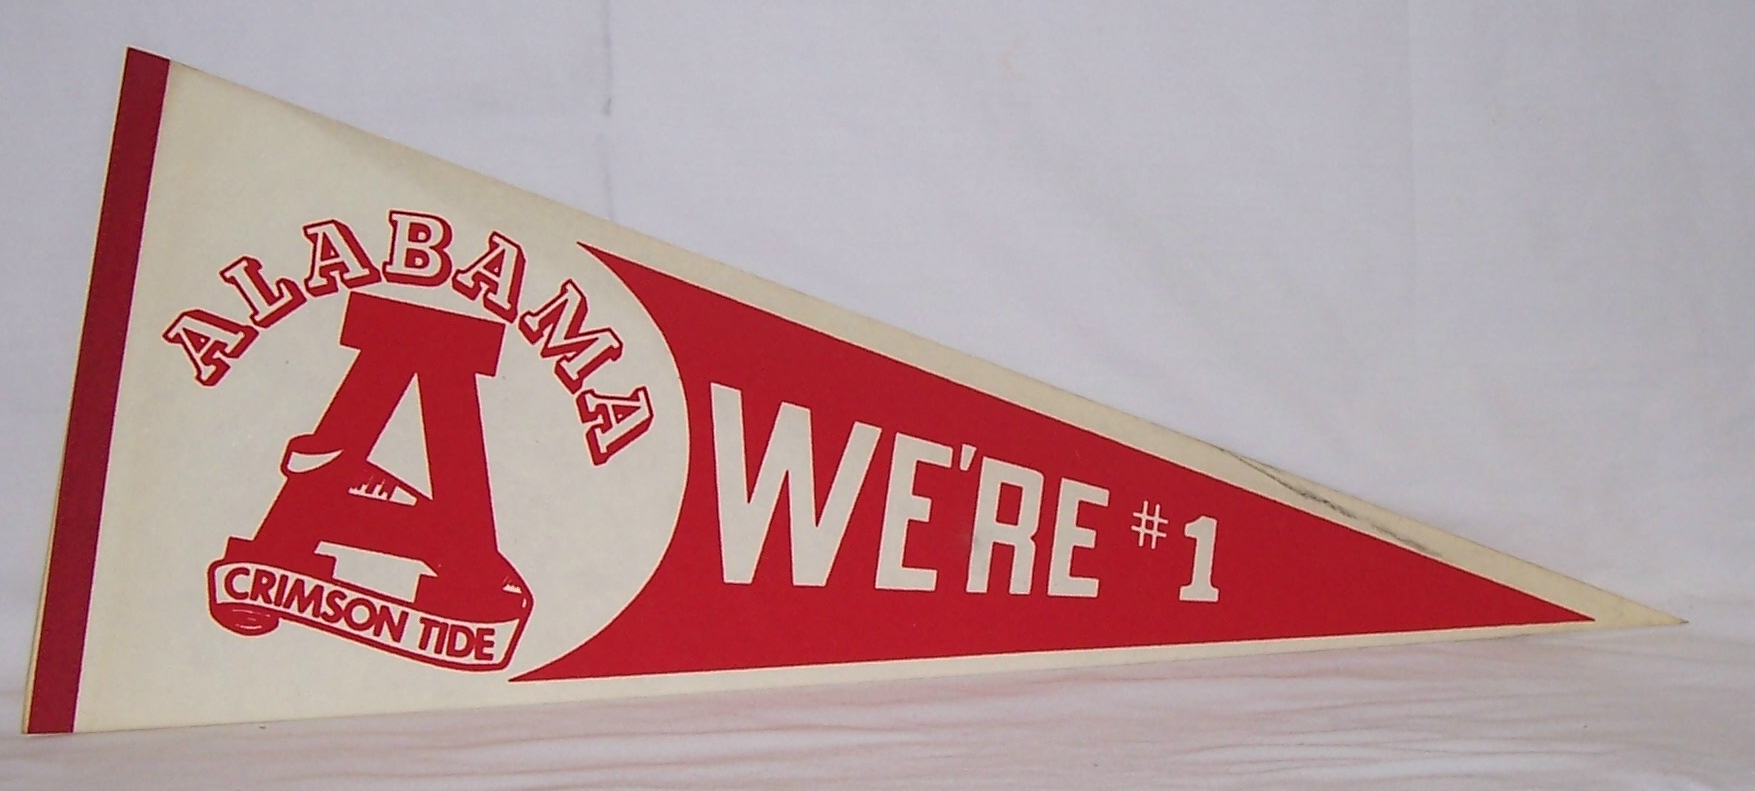 ALABAMA
A
CRIMSON TIDE
WE'RE #1